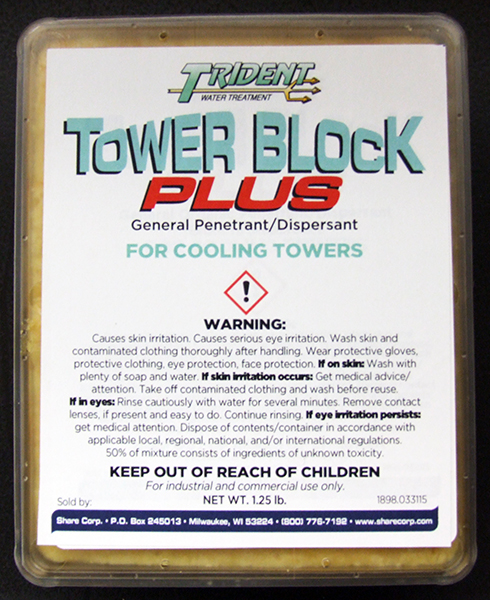 TRIDENT
WATER TREATMENT
TOWER BLOCK
PLUS
General Penetrant/Dispersant
FOR COOLING TOWERS
!
WARNING:
Causes skin irritation. Causes serious eye irritation. Wash skin and
contaminated clothing thoroughly after handling. Wear protective gloves,
protective clothing, eye protection, face protection. If on skin: Wash with
plenty of soap and water. If skin irritation occurs: Get medical advice/
attention. Take off contaminated clothing and wash before reuse.
If in eyes: Rinse cautiously with water for several minutes. Remove contact
lenses, if present and easy to do. Continue rinsing. If eye irritation persists:
get medical attention. Dispose of contents/container in accordance with
applicable local, regional, national, and/or international regulations.
50% of mixture consists of ingredients of unknown toxicity.
KEEP OUT OF REACH OF CHILDREN
For industrial and commercial use only.
Sold by: NET WT. 1.25 lb. 1898.033115
Share Corp. • P.O. Box 245013 • Milwaukee, WI 53224 • (800) 776-7192 • www.sharecorp.com